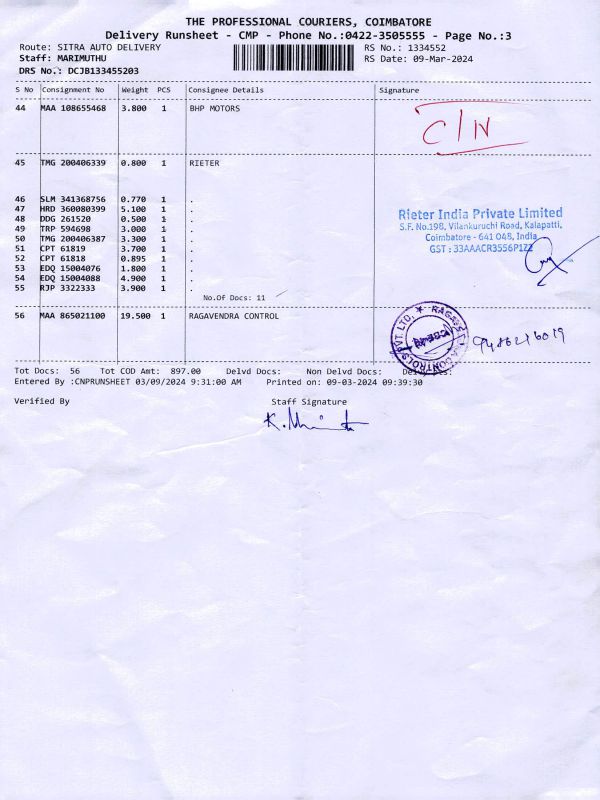 THE PROFESSIONAL COURIERS, COIMBATORE
Delivery Runsheet - CMP - Phone No.:0422-3505555 - Page No.:3
Route: SITRA AUTO DELIVERY RS No.: 1334552
Staff: MARIMUTHU RS Date: 09-Mar-2024
DRS No.: DCJB133455203
S No Consignment No Weight PCS Consignee Details Signature
44 MAA 108655468 3.800 1 BHP MOTORS
C/N
45 TMG 200406339 0.800 1 RIETER
46 SLM 341368756 0.770 1 .
47 HRD 360080399 5.100 1 .
48 DDG 261520 0.500 1 .
49 TRP 594698 3.000 1 .
50 TMG 200406387 3.300 1 .
51 CPT 61819 3.700 1 .
52 CPT 61818 0.895 1 .
53 EDQ 15004076 1.800 1 .
54 EDQ 15004088 4.900 1 .
55 RJP 3322333 3.900 1 .
No.Of Docs: 11
Rieter India Private Limited
S.F. No.198, Vilankuruchi Road, Kalapatti,
Coimbatore - 641 048, India
GST : 33AAACR3556P1ZZ
56 MAA 865021100 19.500 1 RAGAVENDRA CONTROL
9486216019
Tot Docs: 56 Tot COD Amt: 897.00 Delvd Docs: Non Delvd Docs:
Entered By :CNPRUNSHEET 03/09/2024 9:31:00 AM Printed on: 09-03-2024 09:39:30
Verified By Staff Signature